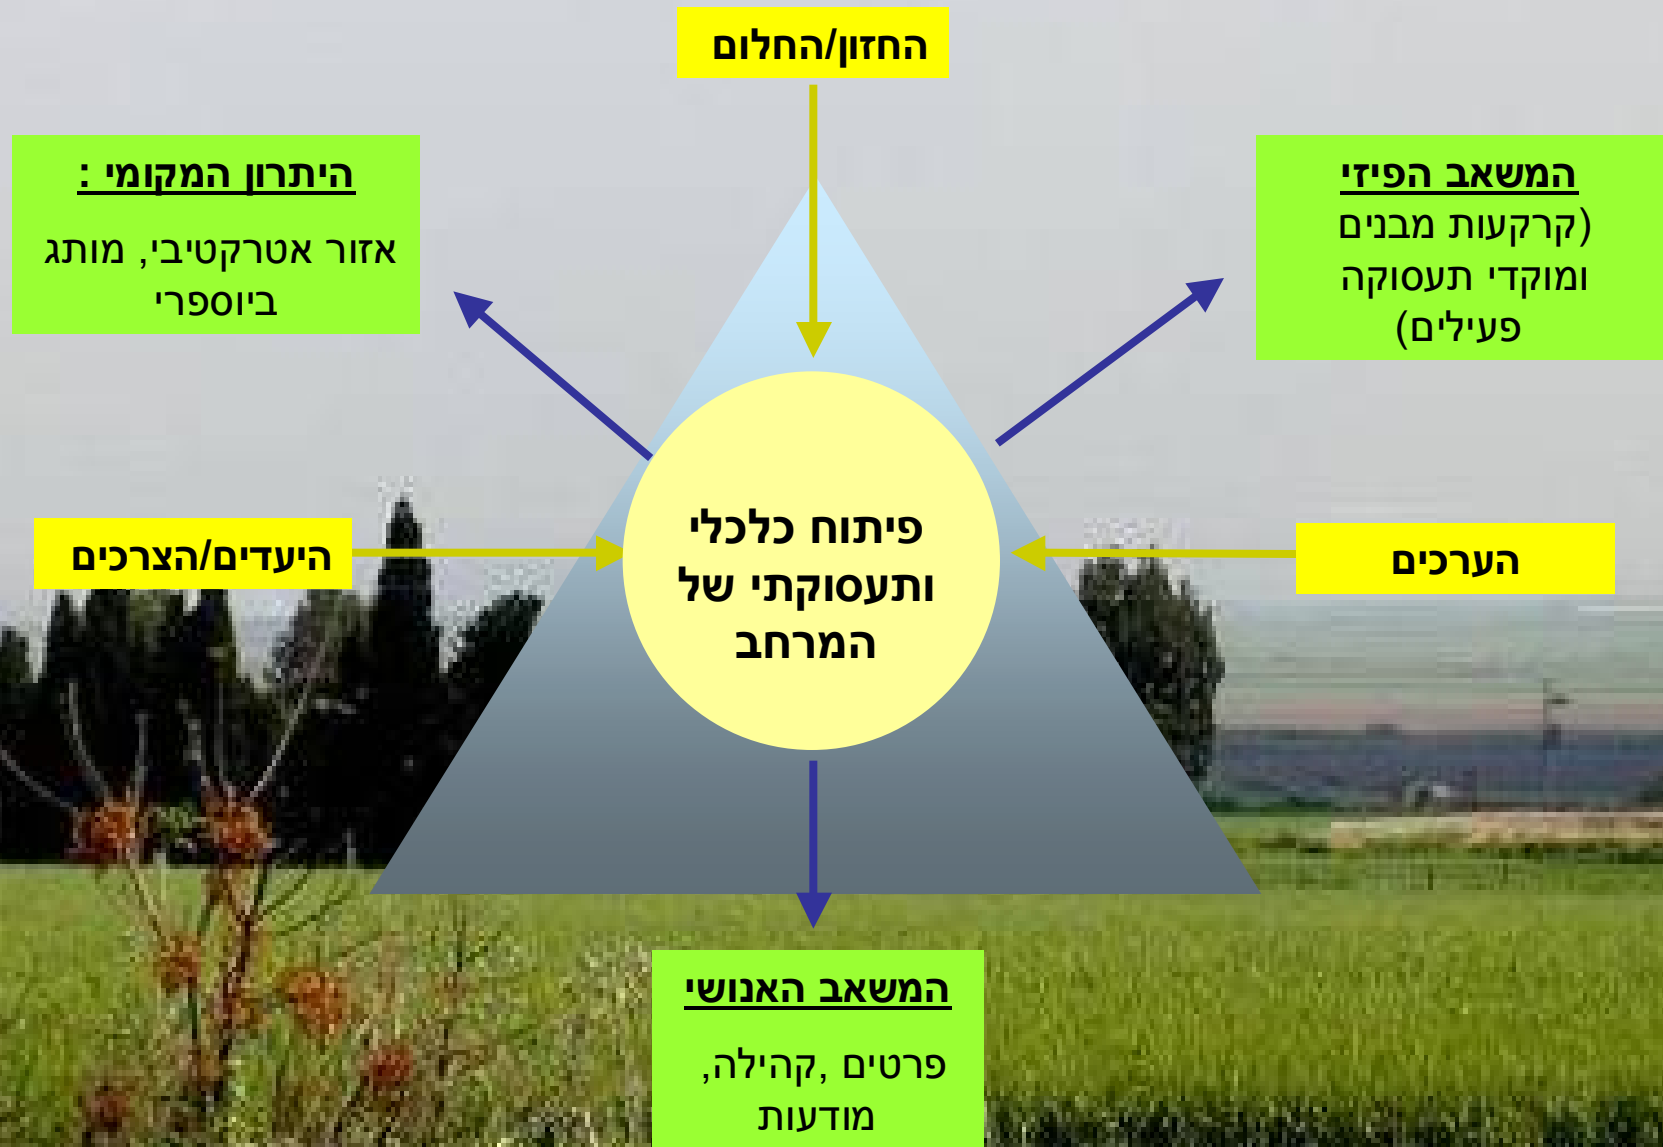 החזון/החלום
המשאב הפיזי
(קרקעות מבנים
ומוקדי תעסוקה
פעילים)
היתרון המקומי :
אזור אטרקטיבי, מותג
ביוספרי
הערכים
פיתוח כלכלי
ותעסוקתי של
המרחב
היעדים/הצרכים
המשאב האנושי
פרטים ,קהילה,
מודעות